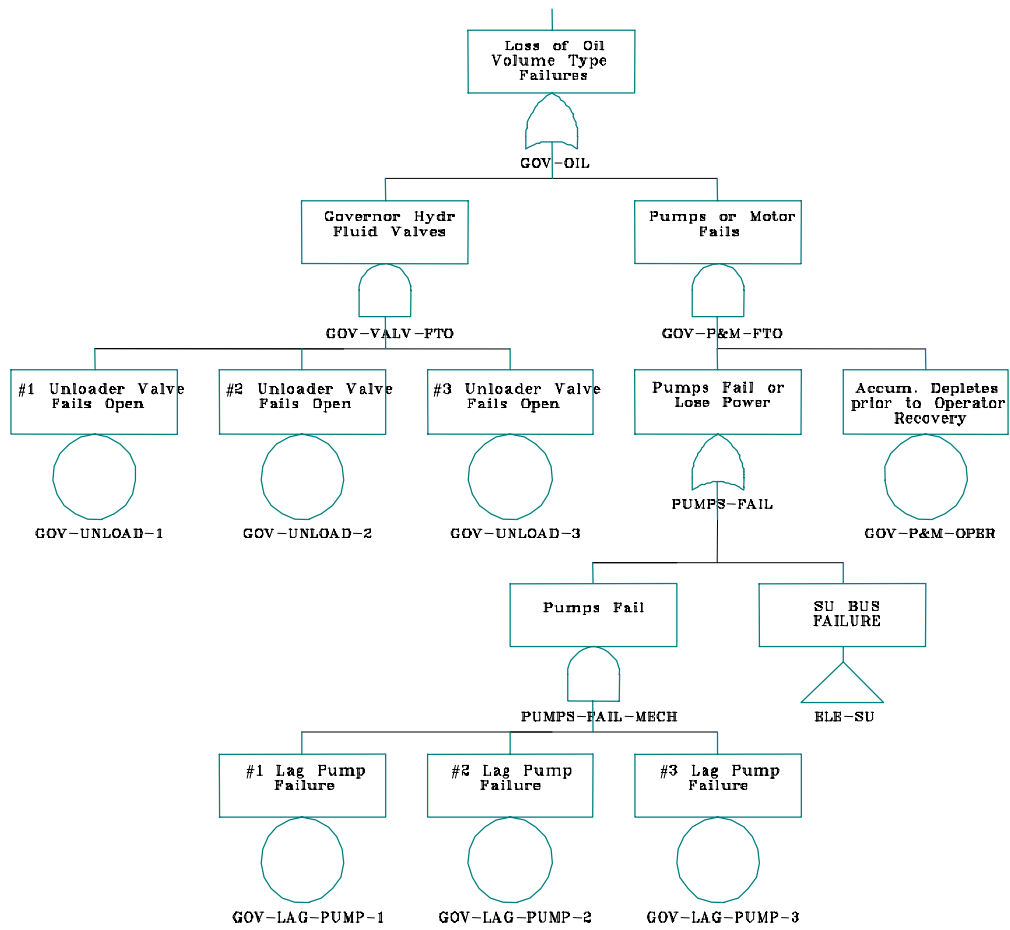 Loss of Oil
Volume Type
Failures
GOV-OIL
Governor Hydr
Fluid Valves
Pumps or Motor
Fails
GOV-VALV-FTO
GOV-P&M-FTO
#1 Unloader Valve
Fails Open
#2 Unloader Valve
Fails Open
#3 Unloader Valve
Fails Open
Pumps Fail or
Lose Power
Accum. Depletes
prior to Operator
Recovery
GOV-UNLOAD-1
GOV-UNLOAD-2
GOV-UNLOAD-3
PUMPS-FAIL
GOV-P&M-OPER
Pumps Fail
SU BUS
FAILURE
PUMPS-FAIL-MECH
ELE-SU
#1 Lag Pump
Failure
#2 Lag Pump
Failure
#3 Lag Pump
Failure
GOV-LAG-PUMP-1
GOV-LAG-PUMP-2
GOV-LAG-PUMP-3